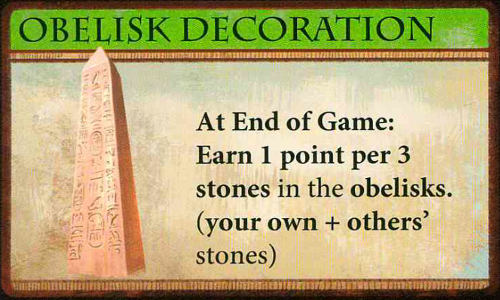 OBELISK DECORATION
At End of Game:
Earn 1 point per 3
stones in the obelisks.
(your own + others’
stones)